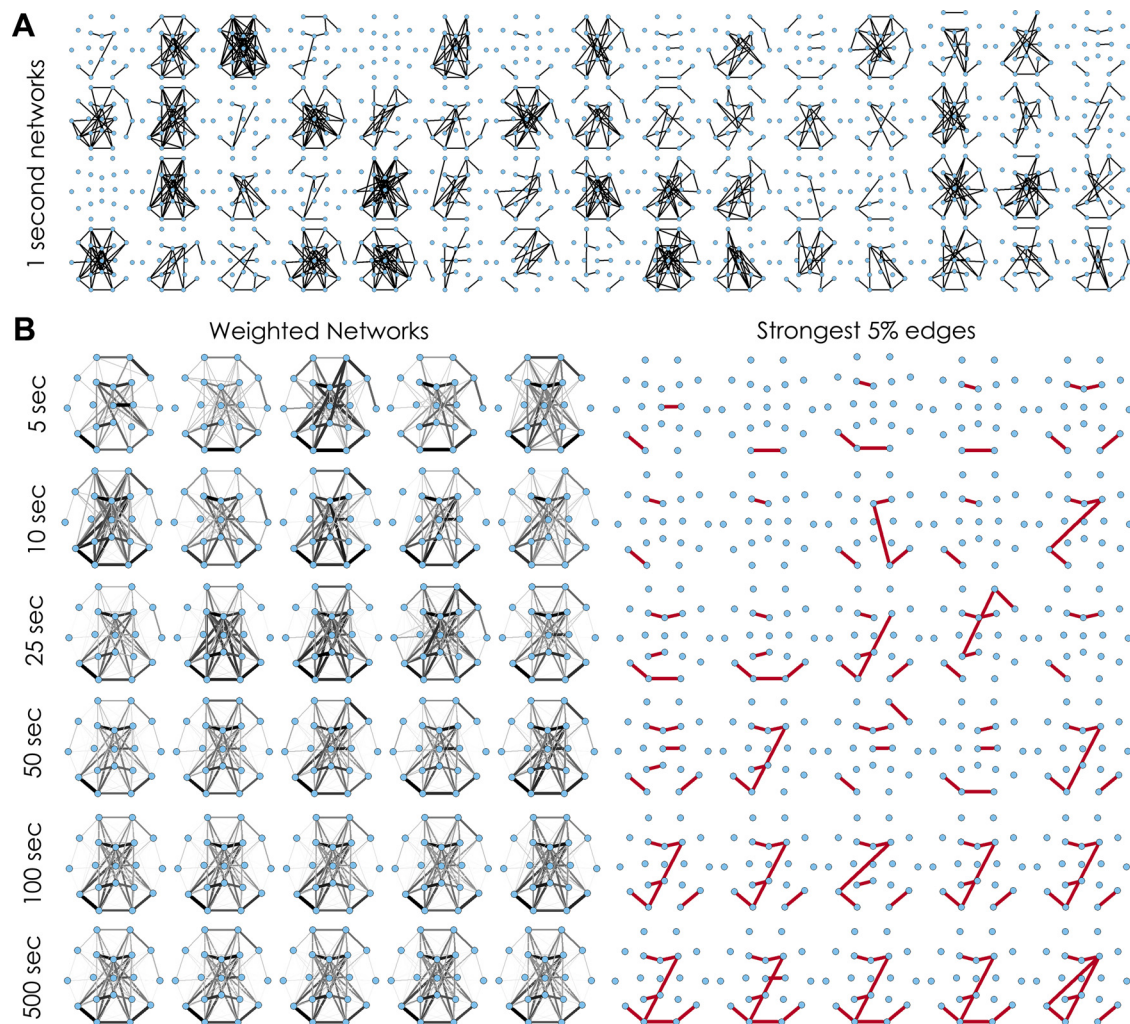 A
1 second networks
B
Weighted Networks
Strongest 5% edges
5 sec
10 sec
25 sec
50 sec
100 sec
500 sec